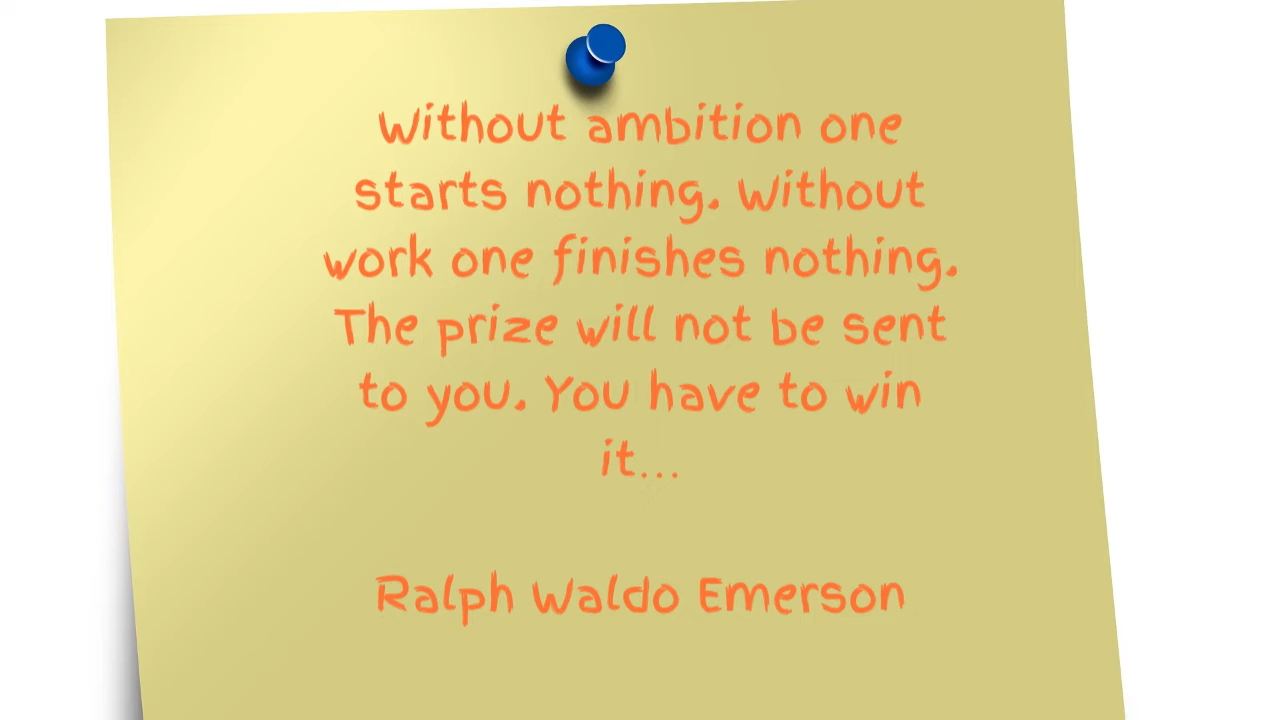 Without ambition one
starts nothing. Without
work one finishes nothing.
The prize will not be sent
to you. You have to win
it...
Ralph Waldo Emerson